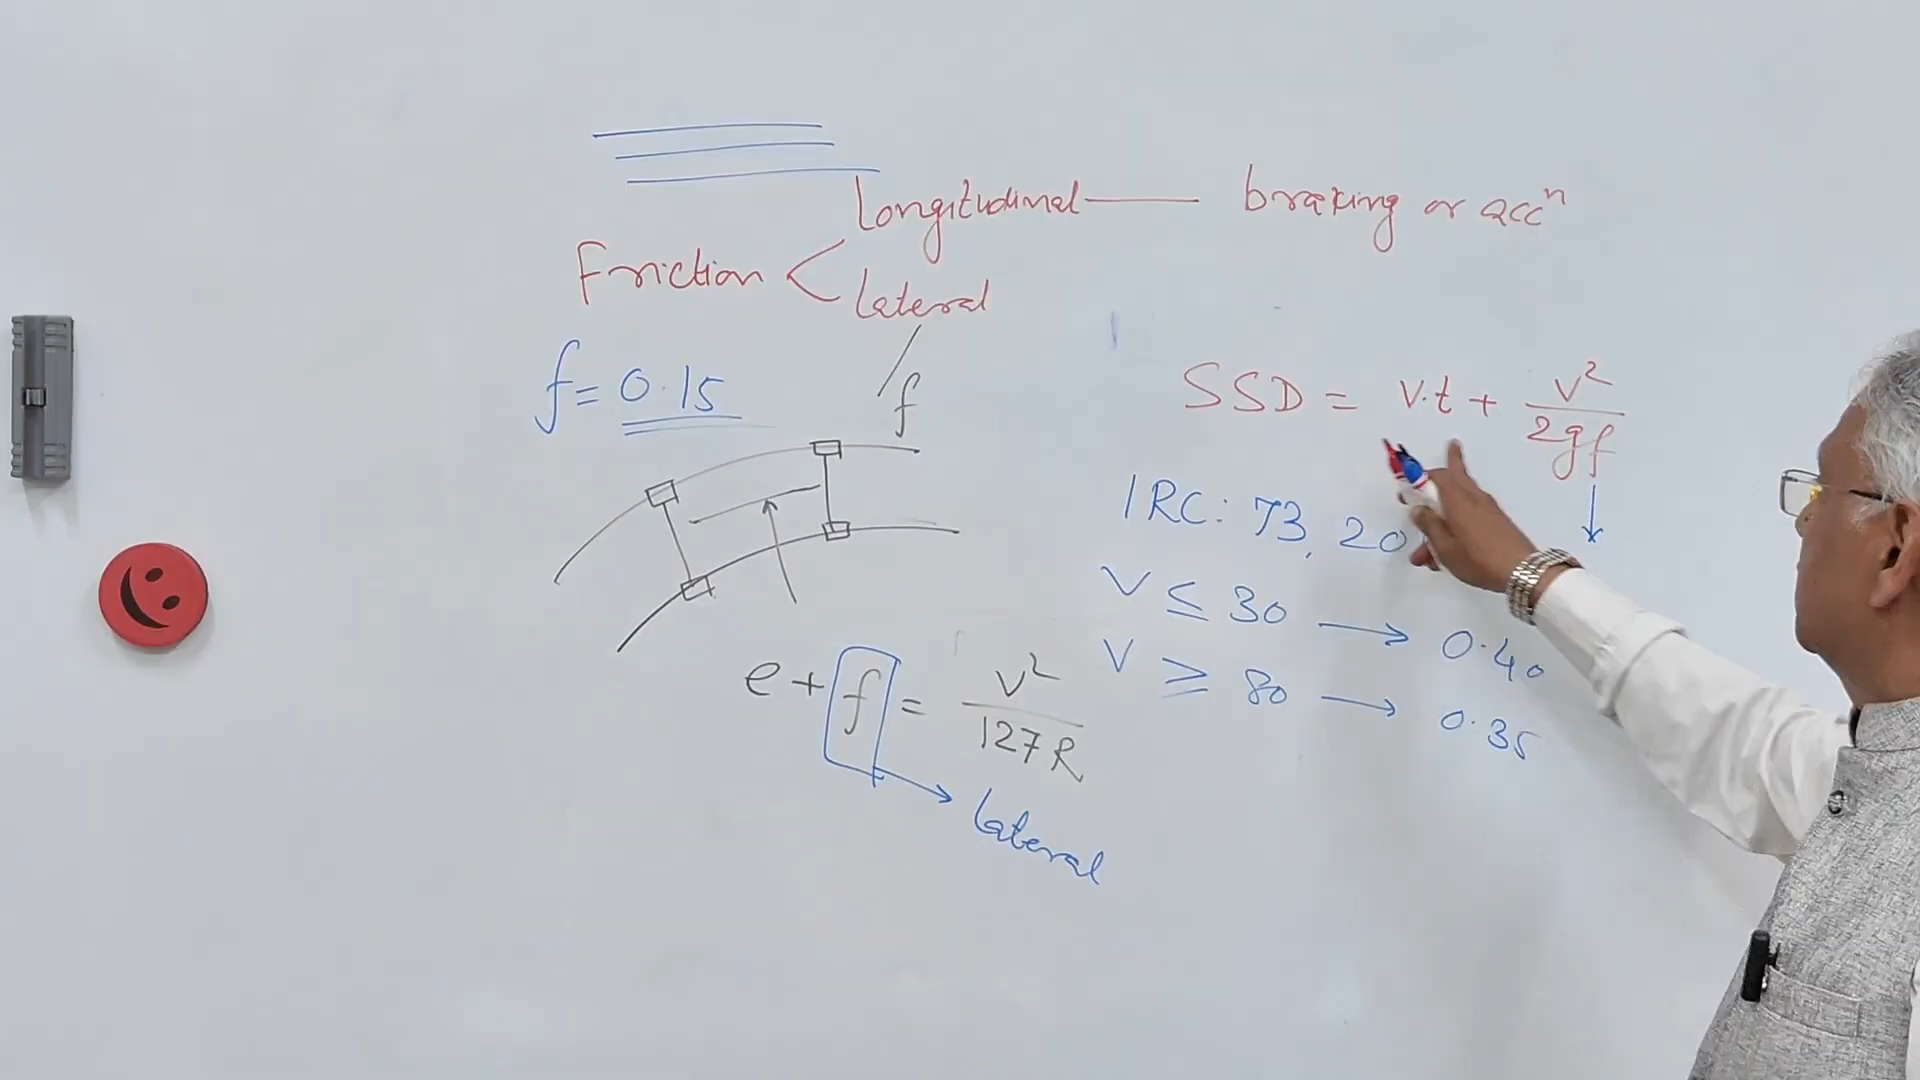 Longitudinal — braking or accⁿ
Friction <
Lateral
f = 0.15
f
SSD = v.t + v²/2gf
IRC: 73, 20
V ≤ 30 → 0.40
V ≥ 80 → 0.35
e + f = v²/127R
Lateral